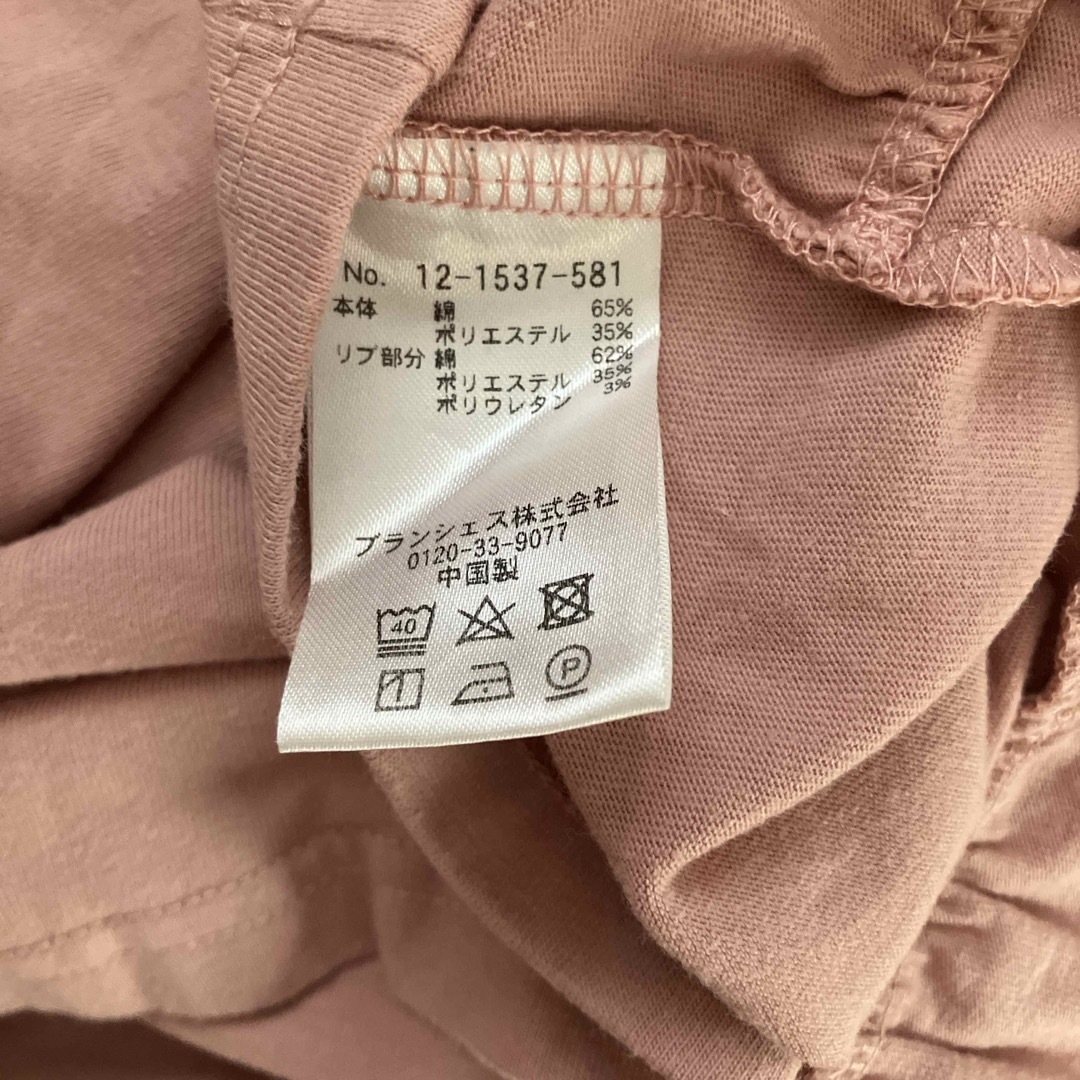 No. 12-1537-581
本体 綿 65%
ポリエステル 35%
リブ部分 綿 62%
ポリエステル 35%
ポリウレタン 3%
ブランシェス株式会社
0120-33-9077
中国製
40
P